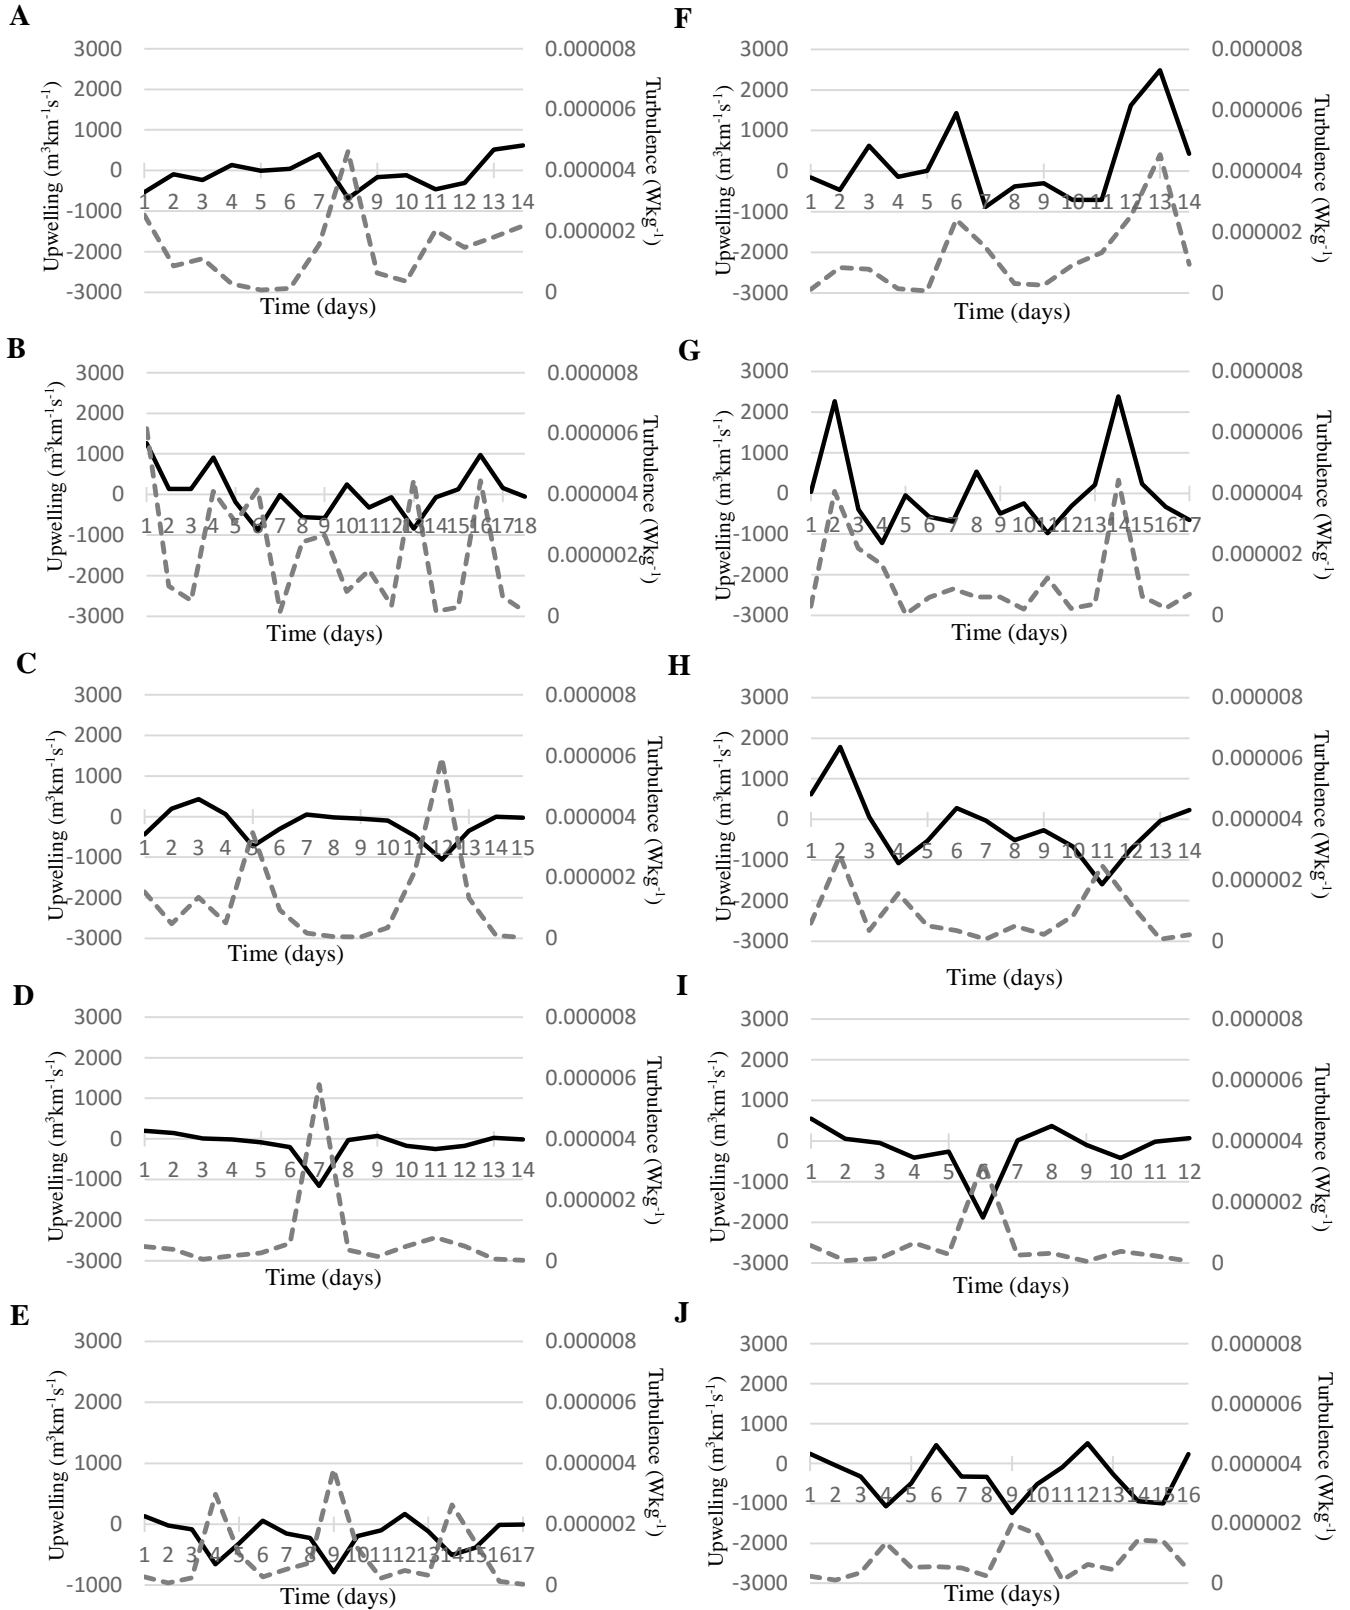 A
3000
2000
1000
0
-1000
-2000
-3000
Upwelling (m³km⁻¹s⁻¹)
1 2 3 4 5 6 7 8 9 10 11 12 13 14
Time (days)
0.000008
0.000006
0.000004
0.000002
0
Turbulence (Wkg⁻¹)
F
3000
2000
1000
0
-1000
-2000
-3000
Upwelling (m³km⁻¹s⁻¹)
1 2 3 4 5 6 7 8 9 10 11 12 13 14
Time (days)
0.000008
0.000006
0.000004
0.000002
0
Turbulence (Wkg⁻¹)
B
3000
2000
1000
0
-1000
-2000
-3000
Upwelling (m³km⁻¹s⁻¹)
1 2 3 4 5 6 7 8 9 10 11 12 13 14 15 16 17 18
Time (days)
0.000008
0.000006
0.000004
0.000002
0
Turbulence (Wkg⁻¹)
G
3000
2000
1000
0
-1000
-2000
-3000
Upwelling (m³km⁻¹s⁻¹)
1 2 3 4 5 6 7 8 9 10 11 12 13 14 15 16 17
Time (days)
0.000008
0.000006
0.000004
0.000002
0
Turbulence (Wkg⁻¹)
C
3000
2000
1000
0
-1000
-2000
-3000
Upwelling (m³km⁻¹s⁻¹)
1 2 3 4 5 6 7 8 9 10 11 12 13 14 15
Time (days)
0.000008
0.000006
0.000004
0.000002
0
Turbulence (Wkg⁻¹)
H
3000
2000
1000
0
-1000
-2000
-3000
Upwelling (m³km⁻¹s⁻¹)
1 2 3 4 5 6 7 8 9 10 11 12 13 14
Time (days)
0.000008
0.000006
0.000004
0.000002
0
Turbulence (Wkg⁻¹)
D
3000
2000
1000
0
-1000
-2000
-3000
Upwelling (m³km⁻¹s⁻¹)
1 2 3 4 5 6 7 8 9 10 11 12 13 14
Time (days)
0.000008
0.000006
0.000004
0.000002
0
Turbulence (Wkg⁻¹)
I
3000
2000
1000
0
-1000
-2000
-3000
Upwelling (m³km⁻¹s⁻¹)
1 2 3 4 5 6 7 8 9 10 11 12
Time (days)
0.000008
0.000006
0.000004
0.000002
0
Turbulence (Wkg⁻¹)
E
3000
2000
1000
0
-1000
Upwelling (m³km⁻¹s⁻¹)
1 2 3 4 5 6 7 8 9 10 11 12 13 14 15 16 17
Time (days)
0.000008
0.000006
0.000004
0.000002
0
Turbulence (Wkg⁻¹)
J
3000
2000
1000
0
-1000
-2000
-3000
Upwelling (m³km⁻¹s⁻¹)
1 2 3 4 5 6 7 8 9 10 11 12 13 14 15 16
Time (days)
0.000008
0.000006
0.000004
0.000002
0
Turbulence (Wkg⁻¹)